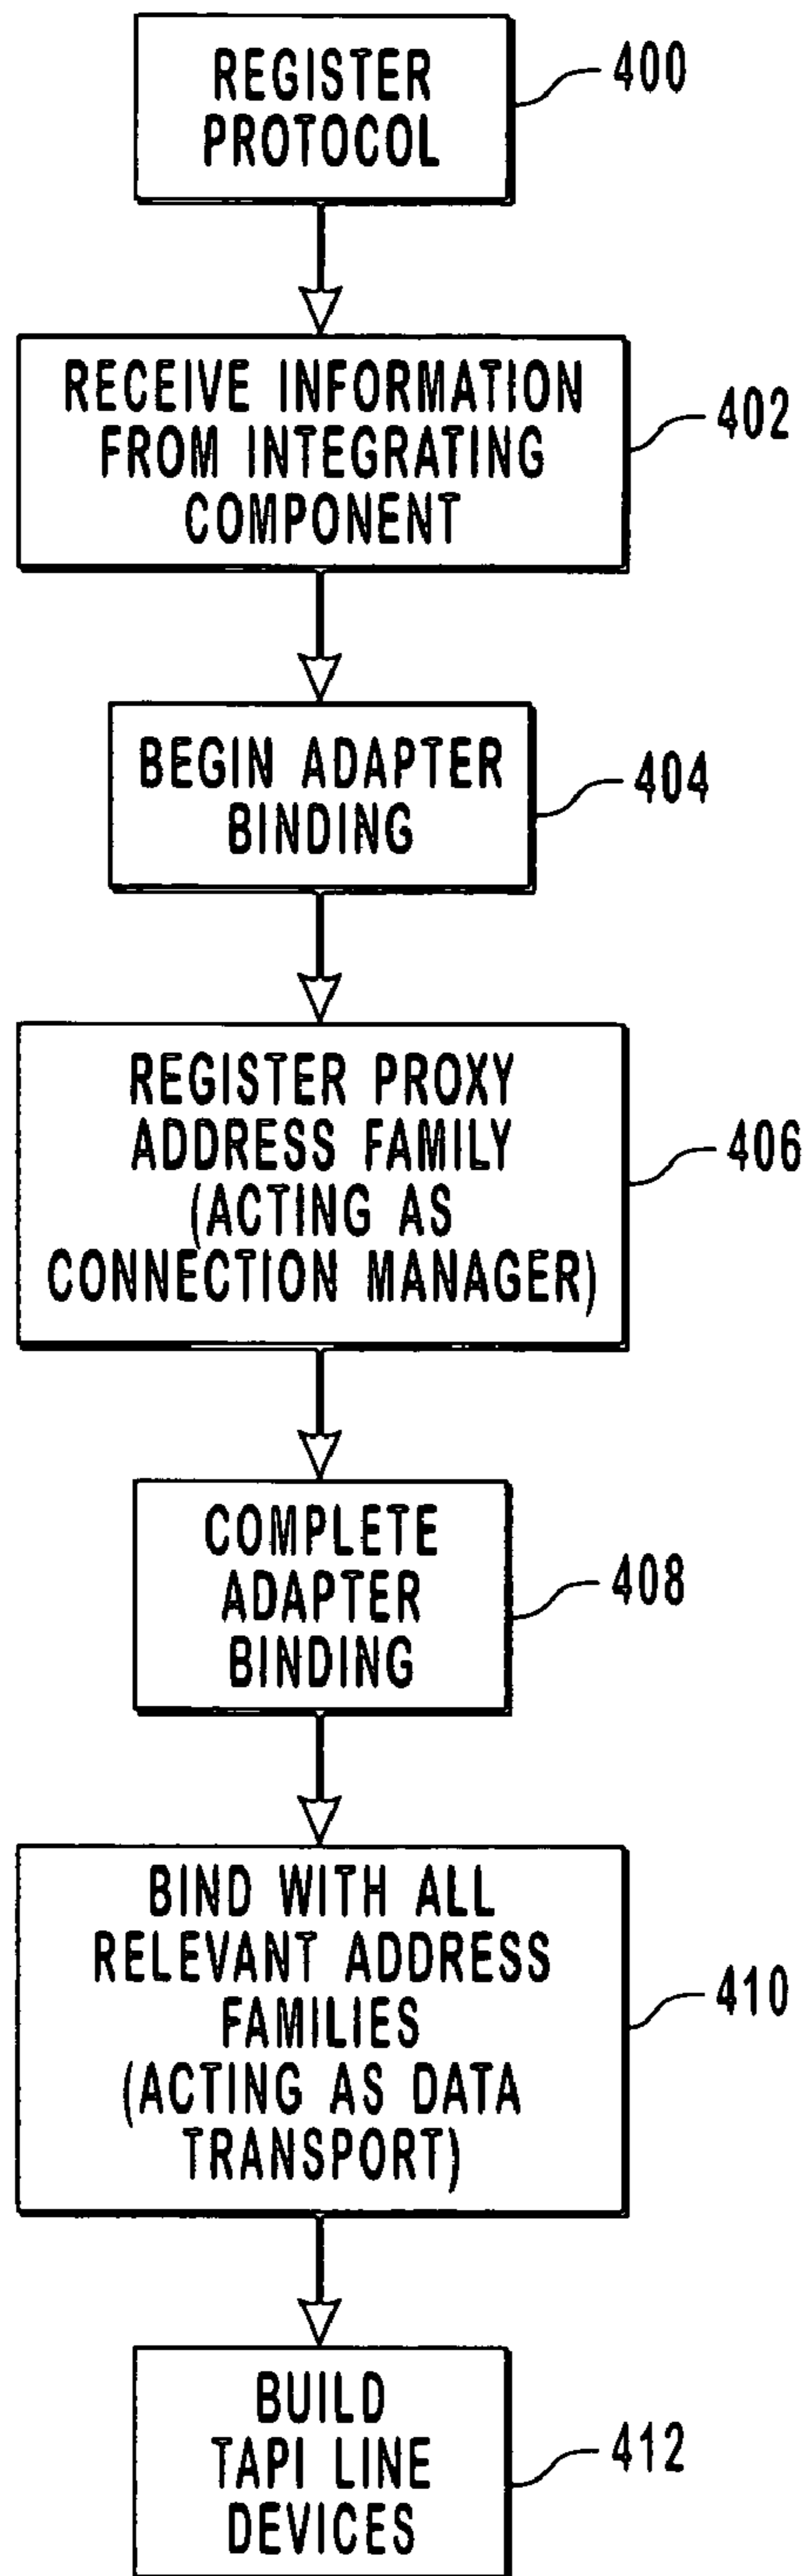 REGISTER
PROTOCOL
400
RECEIVE INFORMATION
FROM INTEGRATING
COMPONENT
402
BEGIN ADAPTER
BINDING
404
REGISTER PROXY
ADDRESS FAMILY
(ACTING AS
CONNECTION MANAGER)
406
COMPLETE
ADAPTER
BINDING
408
BIND WITH ALL
RELEVANT ADDRESS
FAMILIES
(ACTING AS DATA
TRANSPORT)
410
BUILD
TAPI LINE
DEVICES
412